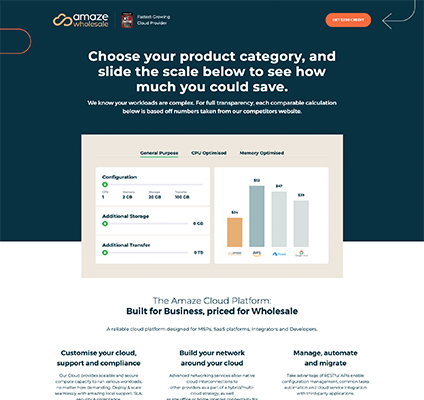 amaze
wholesale
Fastest Growing
Cloud Provider
GET $200 CREDIT
Choose your product category, and
slide the scale below to see how
much you could save.
We know your workloads are complex. For full transparency, each comparable calculation
below is based off numbers taken from our competitors website.
General Purpose CPU Optimised Memory Optimised
Configuration
CPU Memory Storage Transfer
1 2 GB 20 GB 100 GB
Additional Storage
0 GB
Additional Transfer
0 TB
amaze aws Azure
The Amaze Cloud Platform:
Built for Business, priced for Wholesale
A reliable cloud platform designed for MSPs, SaaS platforms, Integrators, and Developers.
Customise your cloud,
support and compliance
Our Cloud provides scalable and secure
compute capacity to run various workloads,
no matter how demanding. Deploy & scale
seamlessly with amazing local support, SLA,
Build your network
around your cloud
Advanced networking services allow native
cloud interconnections to
other providers as part of a hybrid/multi-
cloud strategy, as well
Manage, automate
and migrate
Take advantage of RESTful APIs enable
configuration management, common tasks
automation and cloud service integration
with third-party applications.